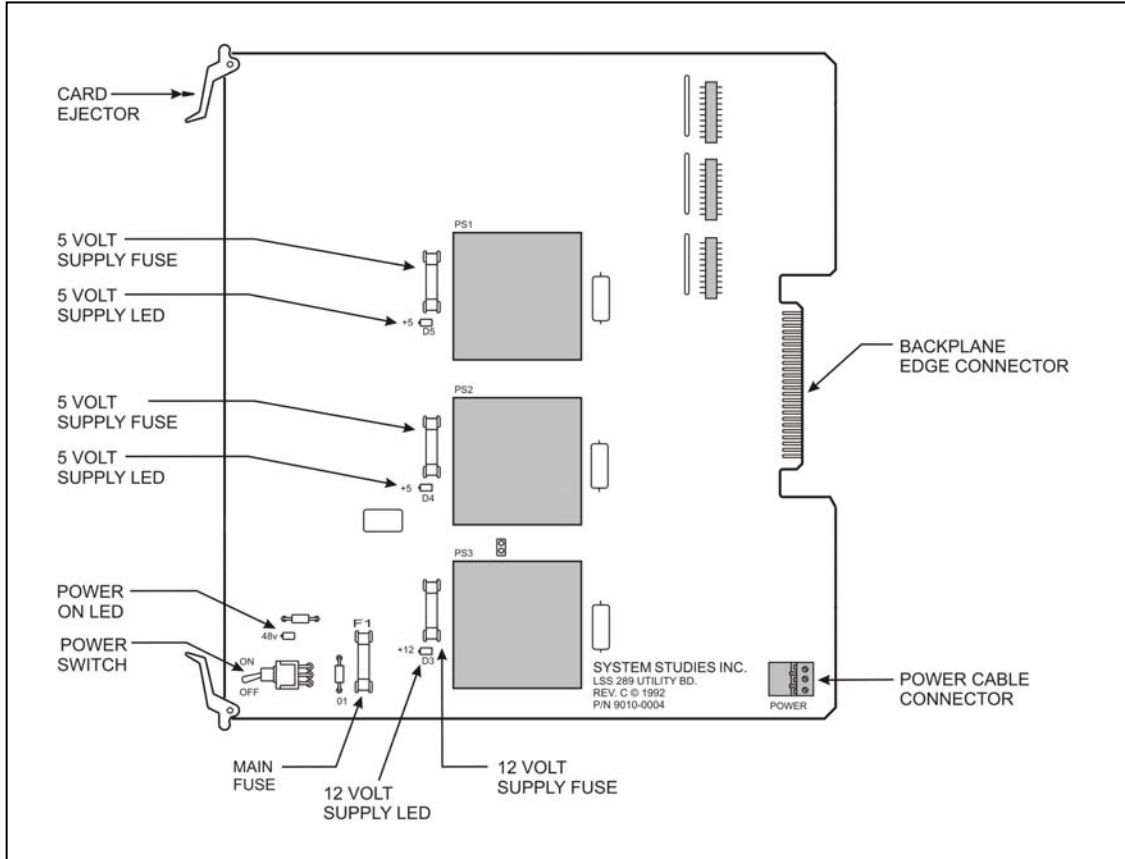 CARD
EJECTOR
PS1
5 VOLT
SUPPLY FUSE
5 VOLT
SUPPLY LED
+5
D5
BACKPLANE
EDGE CONNECTOR
PS2
5 VOLT
SUPPLY FUSE
5 VOLT
SUPPLY LED
+5
D4
PS3
POWER
ON LED
48v
F1
POWER
SWITCH
ON
OFF
01
+12
D3
SYSTEM STUDIES INC.
LSS 289 UTILITY BD.
REV. C © 1992
P/N 9010-0004
POWER
POWER CABLE
CONNECTOR
MAIN
FUSE
12 VOLT
SUPPLY LED
12 VOLT
SUPPLY FUSE